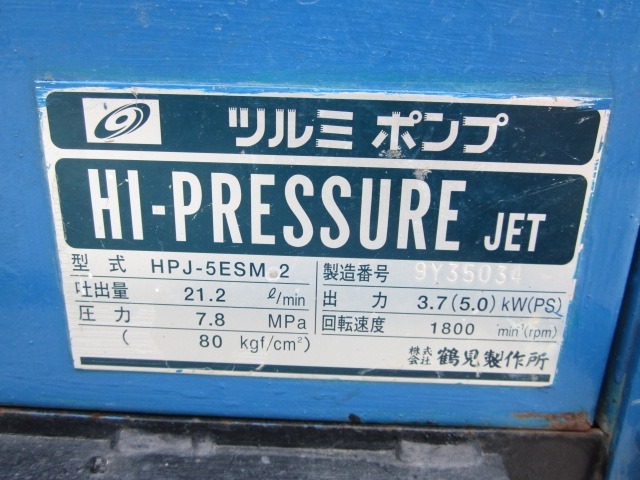 ツルミポンプ
HI-PRESSURE JET
型式 HPJ-5ESM-2
製造番号 9Y35034
吐出量 21.2 ℓ/min
出力 3.7(5.0) kW(PS)
圧力 7.8 MPa
回転速度 1800 min⁻¹(rpm)
( 80 kgf/cm²)
株式会社 鶴見製作所